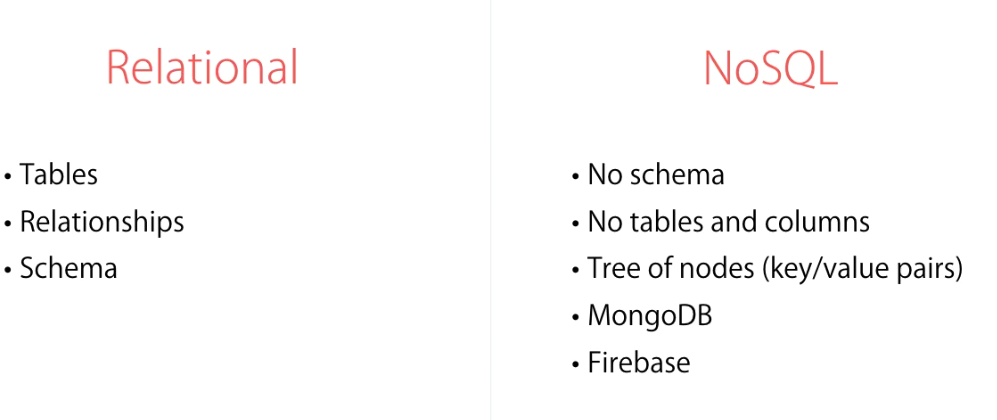 Relational
• Tables
• Relationships
• Schema
NoSQL
• No schema
• No tables and columns
• Tree of nodes (key/value pairs)
• MongoDB
• Firebase